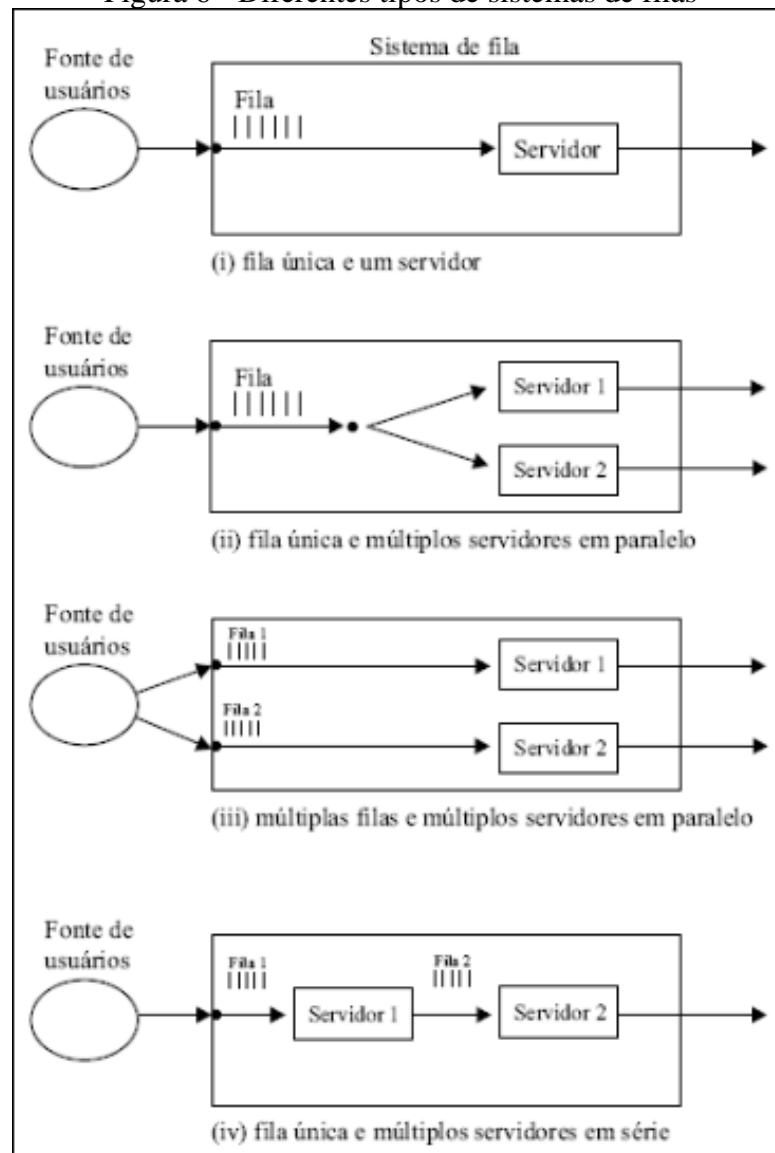 Figura 6 - Diferentes tipos de sistemas de filas
Sistema de fila
Fonte de
usuários
Fila
Servidor
(i) fila única e um servidor
Fonte de
usuários
Fila
Servidor 1
Servidor 2
(ii) fila única e múltiplos servidores em paralelo
Fonte de
usuários
Fila 1
Servidor 1
Fila 2
Servidor 2
(iii) múltiplas filas e múltiplos servidores em paralelo
Fonte de
usuários
Fila 1
Servidor 1
Fila 2
Servidor 2
(iv) fila única e múltiplos servidores em série